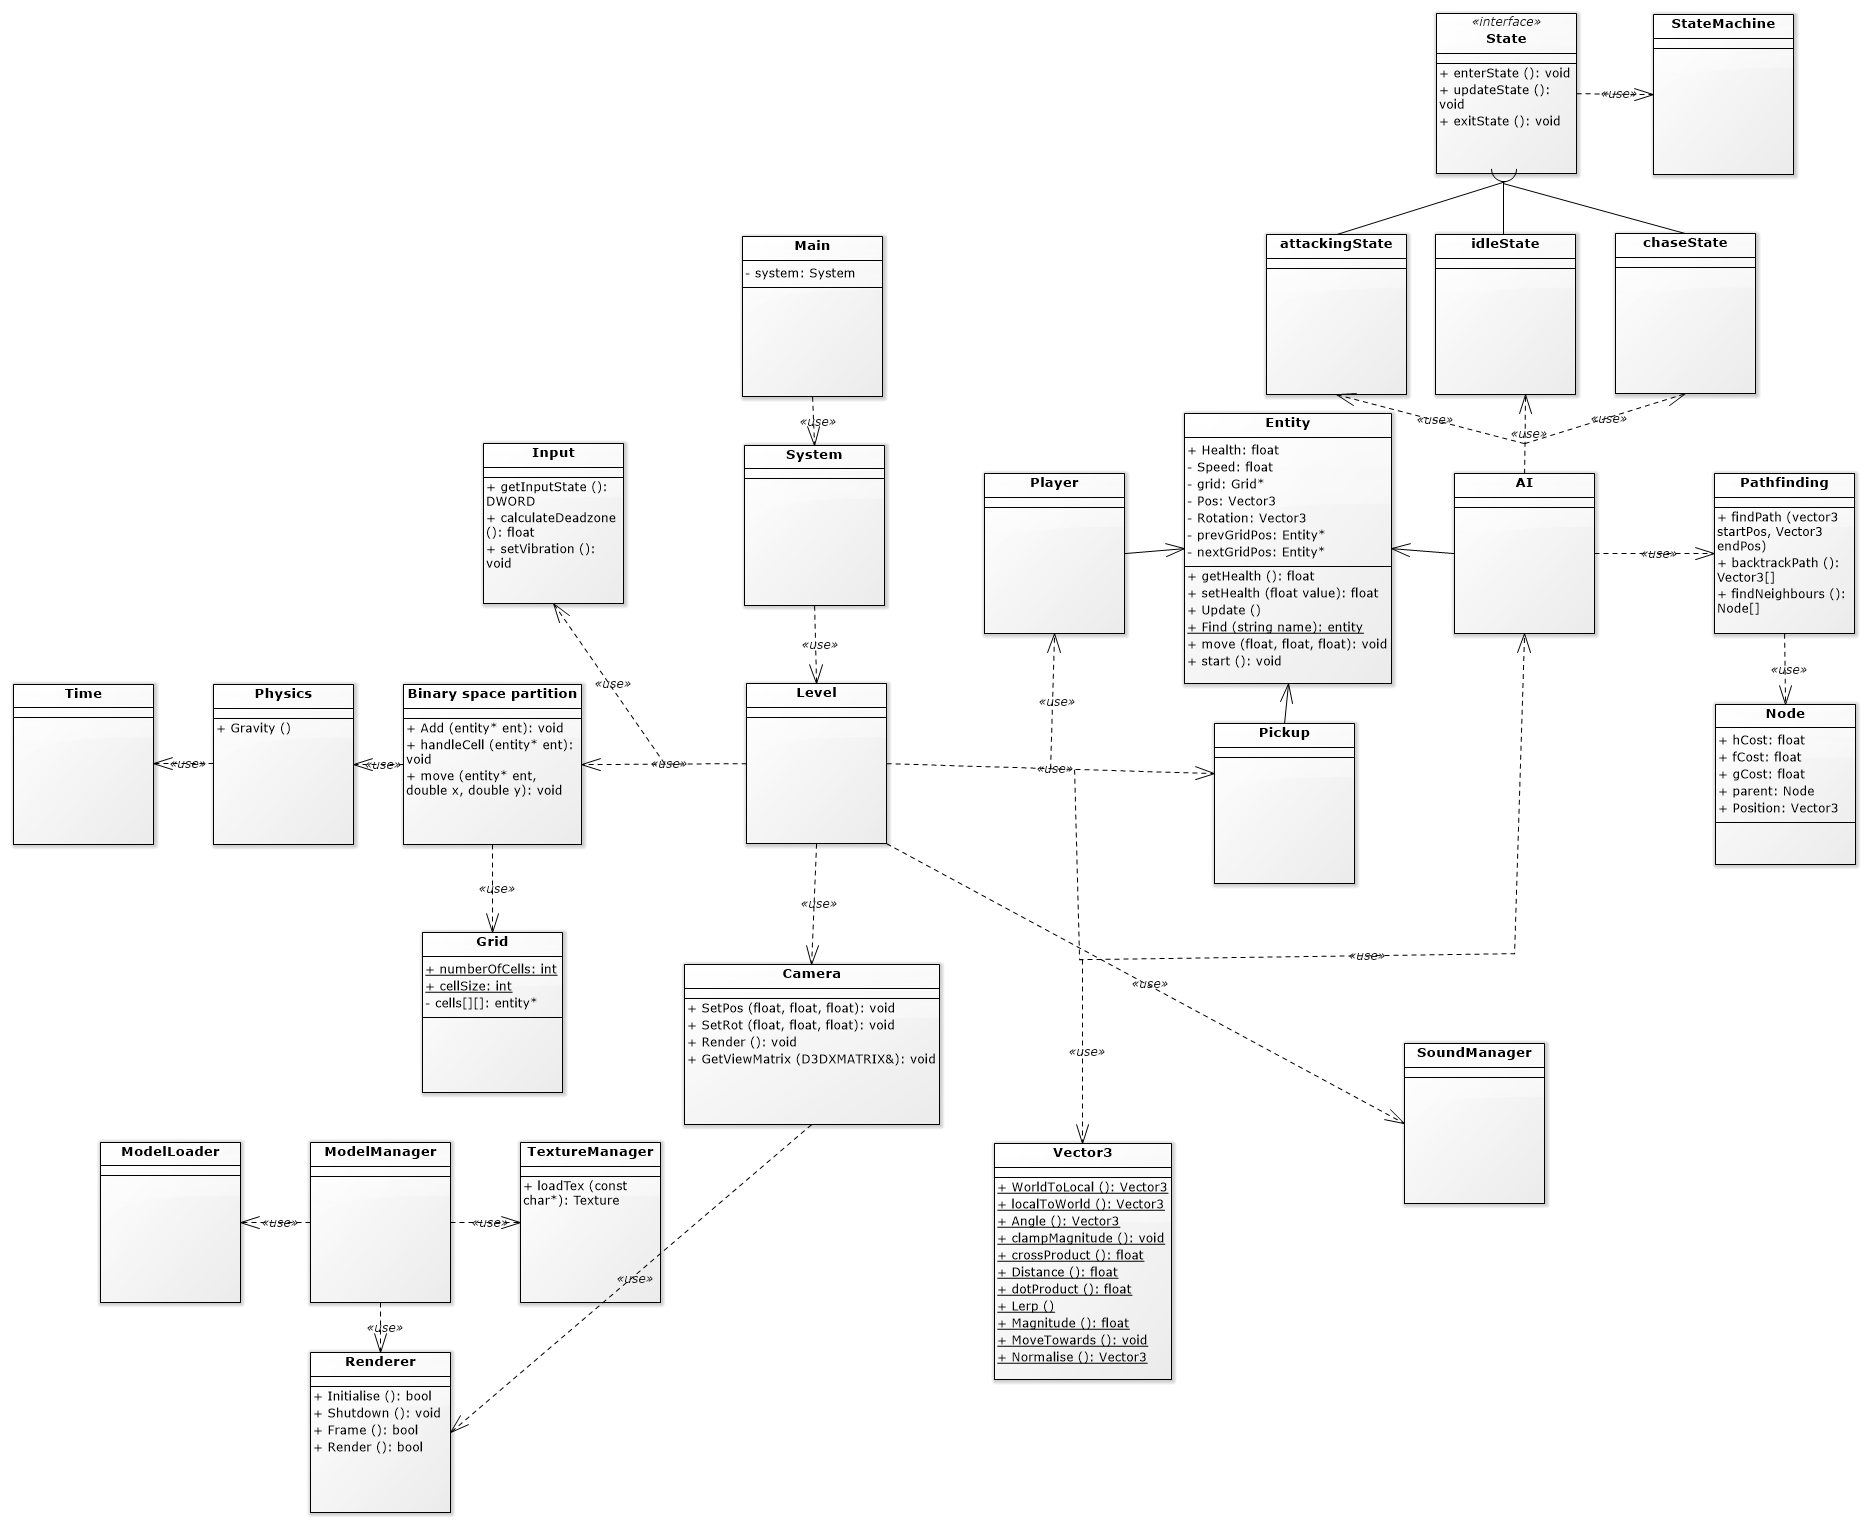 «interface»
State
+ enterState (): void
+ updateState ():
void
+ exitState (): void
«use»
StateMachine
attackingState
idleState
chaseState
«use»
«use»
«use»
Main
- system: System
«use»
System
«use»
Input
+ getInputState ():
DWORD
+ calculateDeadzone
(): float
+ setVibration ():
void
«use»
Player
«use»
Entity
+ Health: float
- Speed: float
- grid: Grid*
- Pos: Vector3
- Rotation: Vector3
- prevGridPos: Entity*
- nextGridPos: Entity*
+ getHealth (): float
+ setHealth (float value): float
+ Update ()
+ Find (string name): entity
+ move (float, float, float): void
+ start (): void
AI
«use»
Pathfinding
+ findPath (vector3
startPos, Vector3
endPos)
+ backtrackPath ():
Vector3[]
+ findNeighbours ():
Node[]
«use»
Time
«use»
Physics
+ Gravity ()
«use»
Binary space partition
+ Add (entity* ent): void
+ handleCell (entity* ent):
void
+ move (entity* ent,
double x, double y): void
«use»
Level
«use»
Pickup
Node
+ hCost: float
+ fCost: float
+ gCost: float
+ parent: Node
+ Position: Vector3
«use»
«use»
Grid
+ numberOfCells: int
+ cellSize: int
- cells[][]: entity*
Camera
+ SetPos (float, float, float): void
+ SetRot (float, float, float): void
+ Render (): void
+ GetViewMatrix (D3DXMATRIX&): void
«use»
«use»
«use»
SoundManager
ModelLoader
«use»
ModelManager
«use»
TextureManager
+ loadTex (const
char*): Texture
«use»
«use»
Vector3
+ WorldToLocal (): Vector3
+ localToWorld (): Vector3
+ Angle (): Vector3
+ clampMagnitude (): void
+ crossProduct (): float
+ Distance (): float
+ dotProduct (): float
+ Lerp ()
+ Magnitude (): float
+ MoveTowards (): void
+ Normalise (): Vector3
Renderer
+ Initialise (): bool
+ Shutdown (): void
+ Frame (): bool
+ Render (): bool